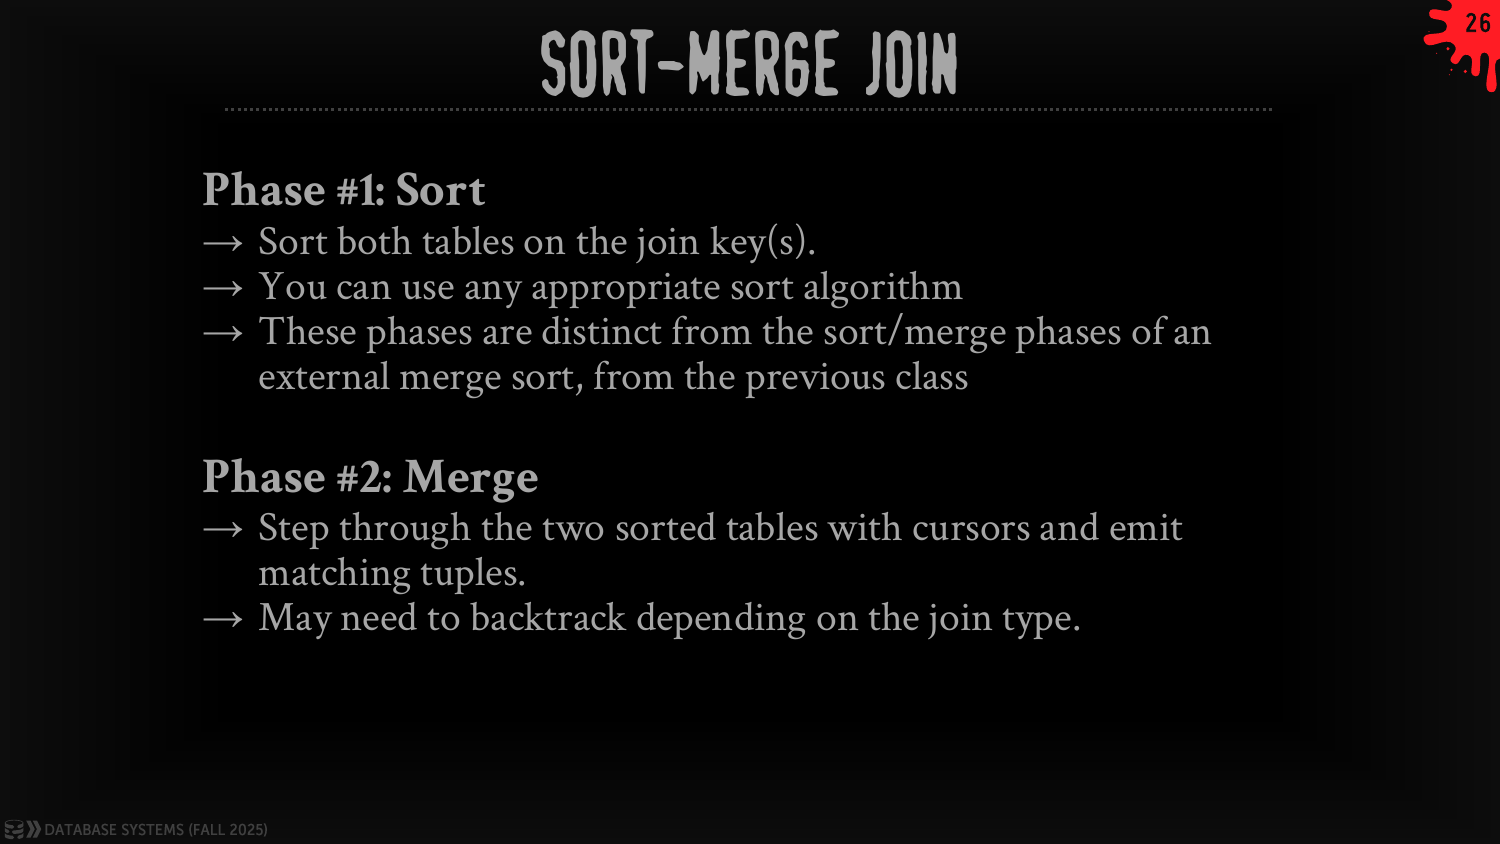 26
SORT-MERGE JOIN
Phase #1: Sort
→ Sort both tables on the join key(s).
→ You can use any appropriate sort algorithm
→ These phases are distinct from the sort/merge phases of an
external merge sort, from the previous class
Phase #2: Merge
→ Step through the two sorted tables with cursors and emit
matching tuples.
→ May need to backtrack depending on the join type.
DATABASE SYSTEMS (FALL 2025)